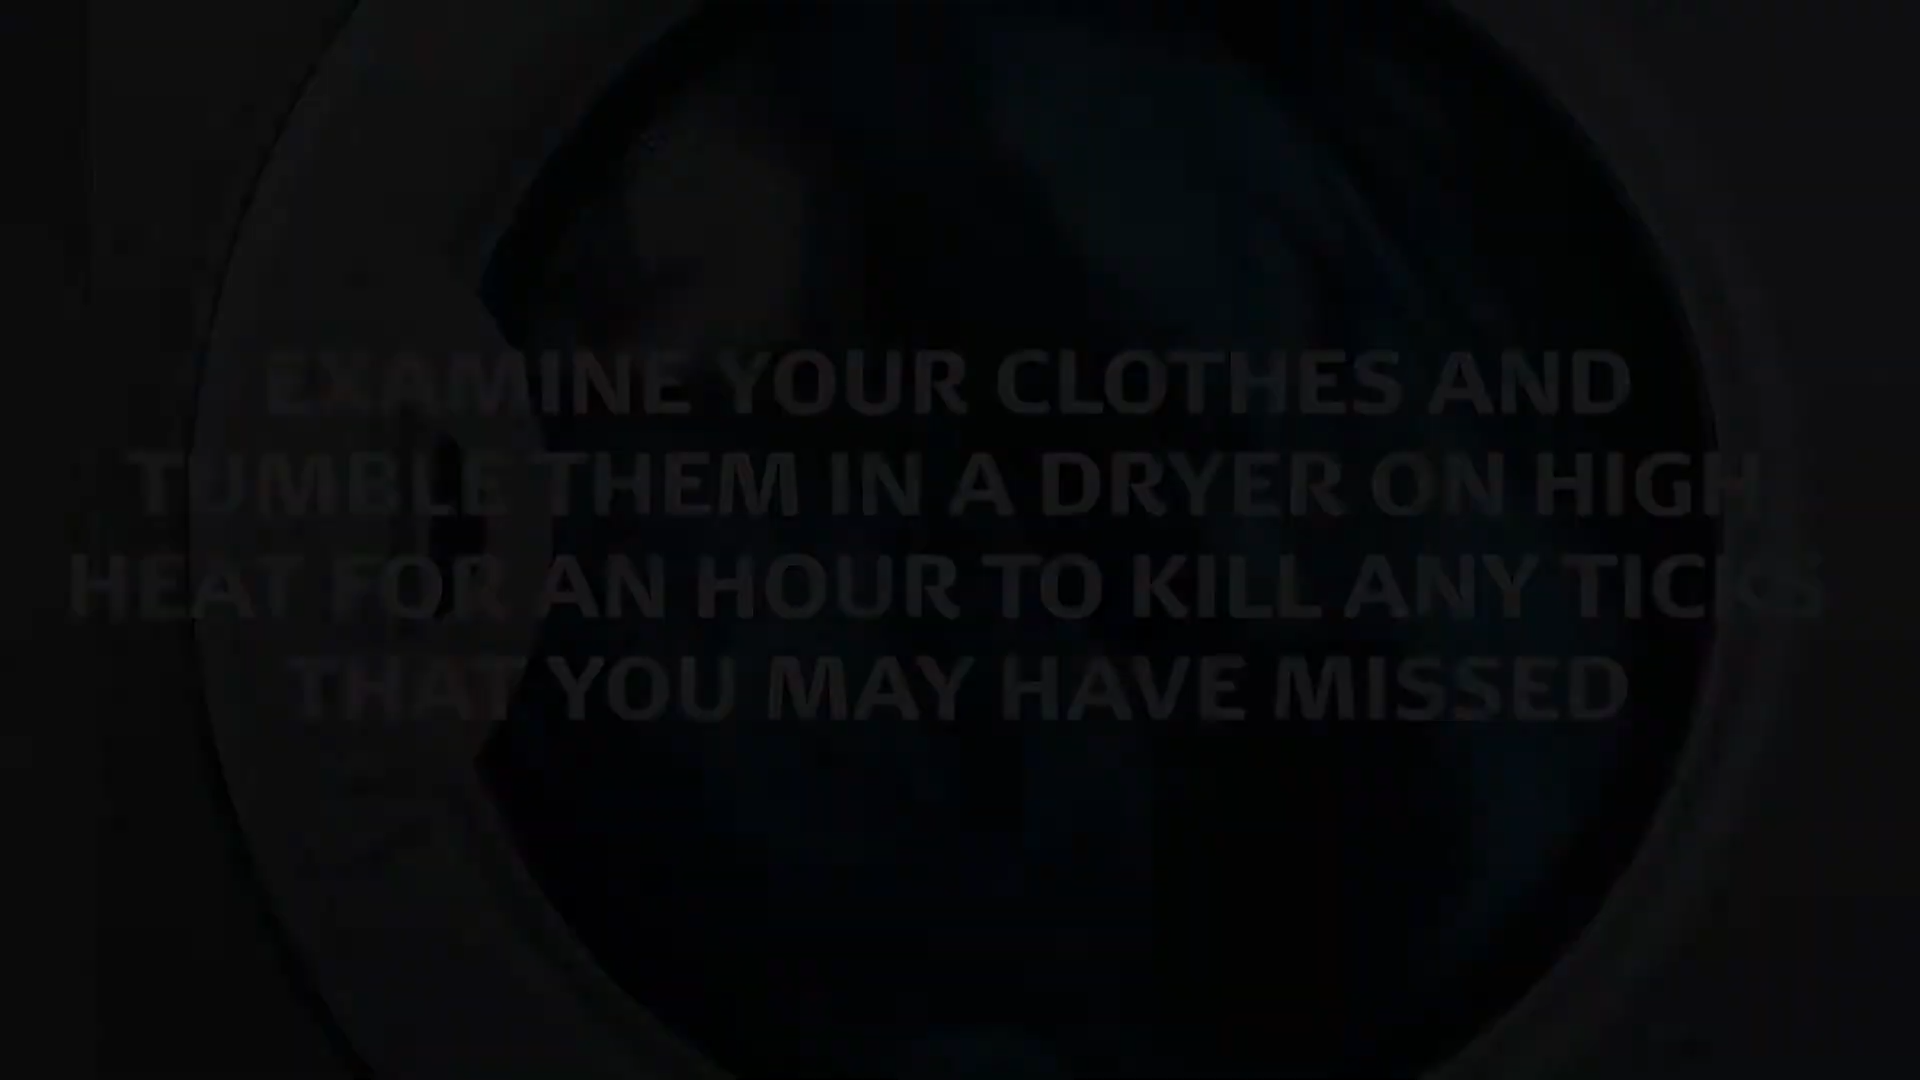 EXAMINE YOUR CLOTHES AND
TUMBLE THEM IN A DRYER ON HIGH
HEAT FOR AN HOUR TO KILL ANY TICKS
THAT YOU MAY HAVE MISSED